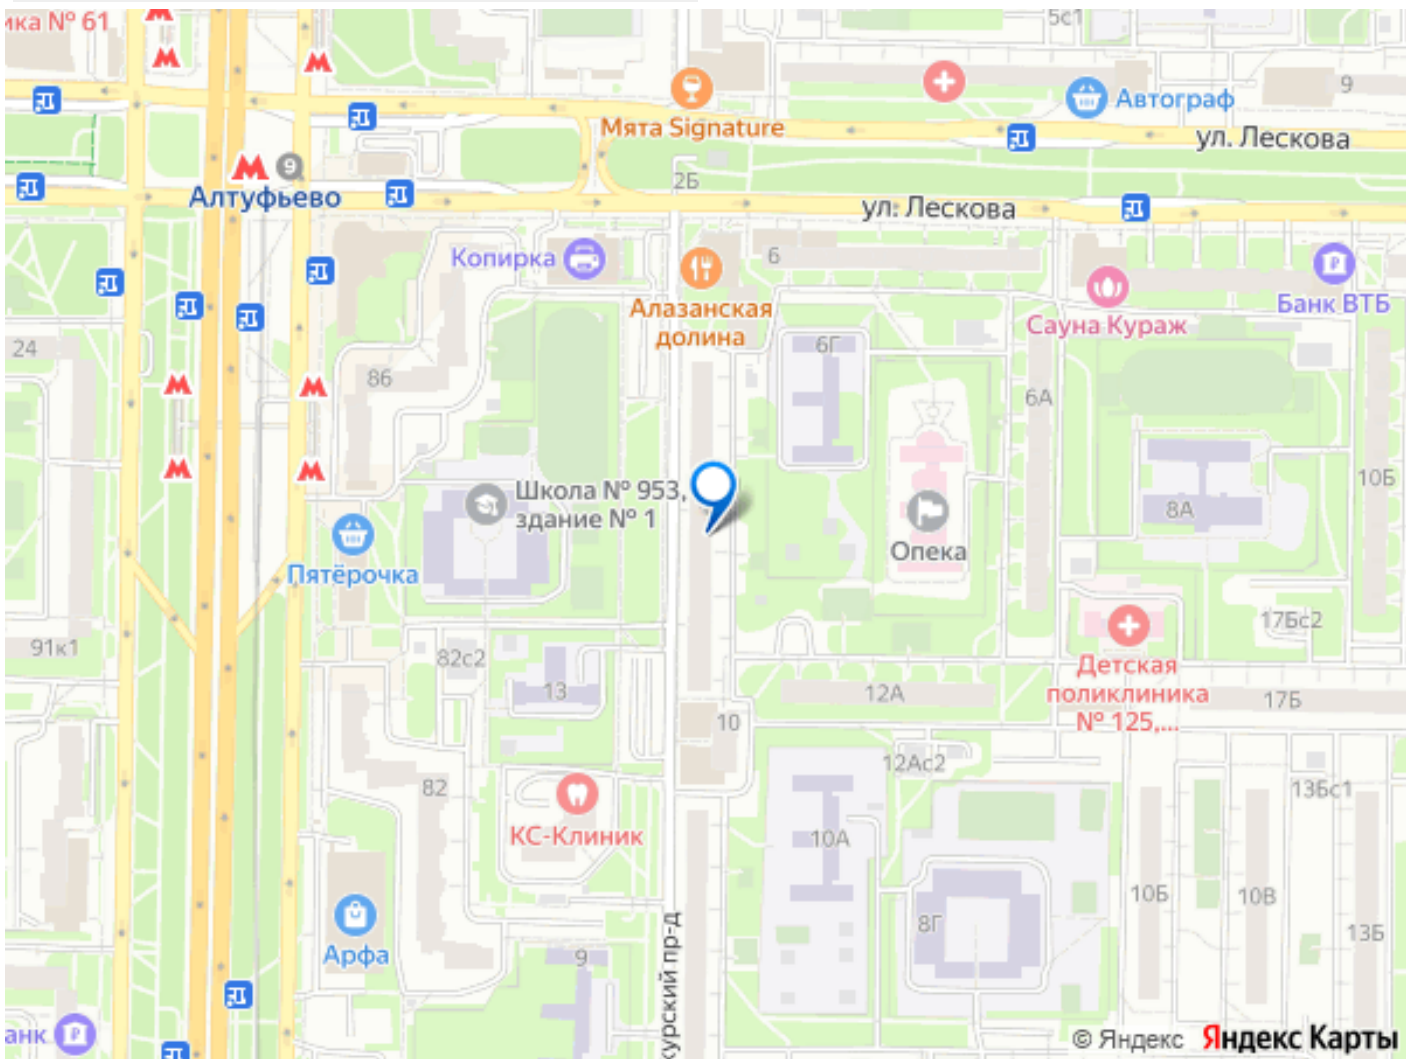 ика № 61
5с1
9
Автограф
Мята Signature
ул. Лескова
9
Алтуфьево
2Б
ул. Лескова
Копирка
6
Алазанская
долина
Сауна Кураж
Банк ВТБ
24
86
6Г
6А
10Б
Школа № 953,
здание № 1
8А
Опека
Пятёрочка
91к1
82с2
13
17Бс2
12А
Детская
поликлиника
№ 125,...
17Б
10
12Ас2
82
13Бс1
КС-Клиник
10А
10Б
10В
8Г
13Б
Арфа
9
курский пр-д
анк
© Яндекс Яндекс Карты